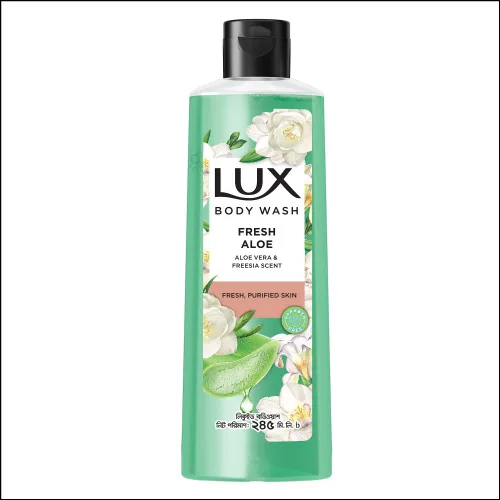 LUX
BODY WASH
FRESH
ALOE
ALOE VERA &
FREESIA SCENT
FRESH, PURIFIED SKIN
লিকুইড বডিওয়াশ
নিট পরিমাণ: ২৪৫ মি.লি. b